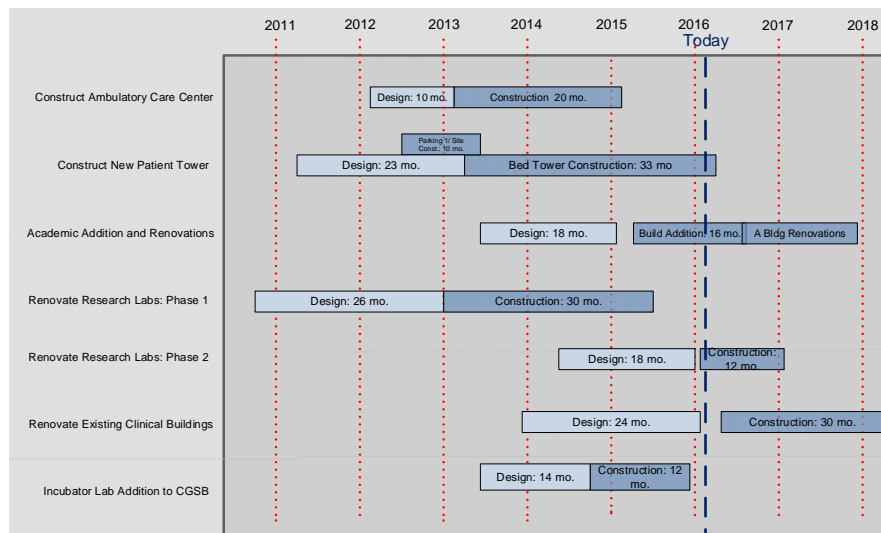 2011 2012 2013 2014 2015 2016 2017 2018
Today
Construct Ambulatory Care Center
Design: 10 mo.
Construction 20 mo.
Parking 1/ Site
Const.: 10 mo.
Construct New Patient Tower
Design: 23 mo.
Bed Tower Construction: 33 mo
Academic Addition and Renovations
Design: 18 mo.
Build Addition: 16 mo.
A Bldg Renovations
Renovate Research Labs: Phase 1
Design: 26 mo.
Construction: 30 mo.
Renovate Research Labs: Phase 2
Design: 18 mo.
Construction:
12 mo.
Renovate Existing Clinical Buildings
Design: 24 mo.
Construction: 30 mo.
Incubator Lab Addition to CGSB
Design: 14 mo.
Construction: 12
mo.